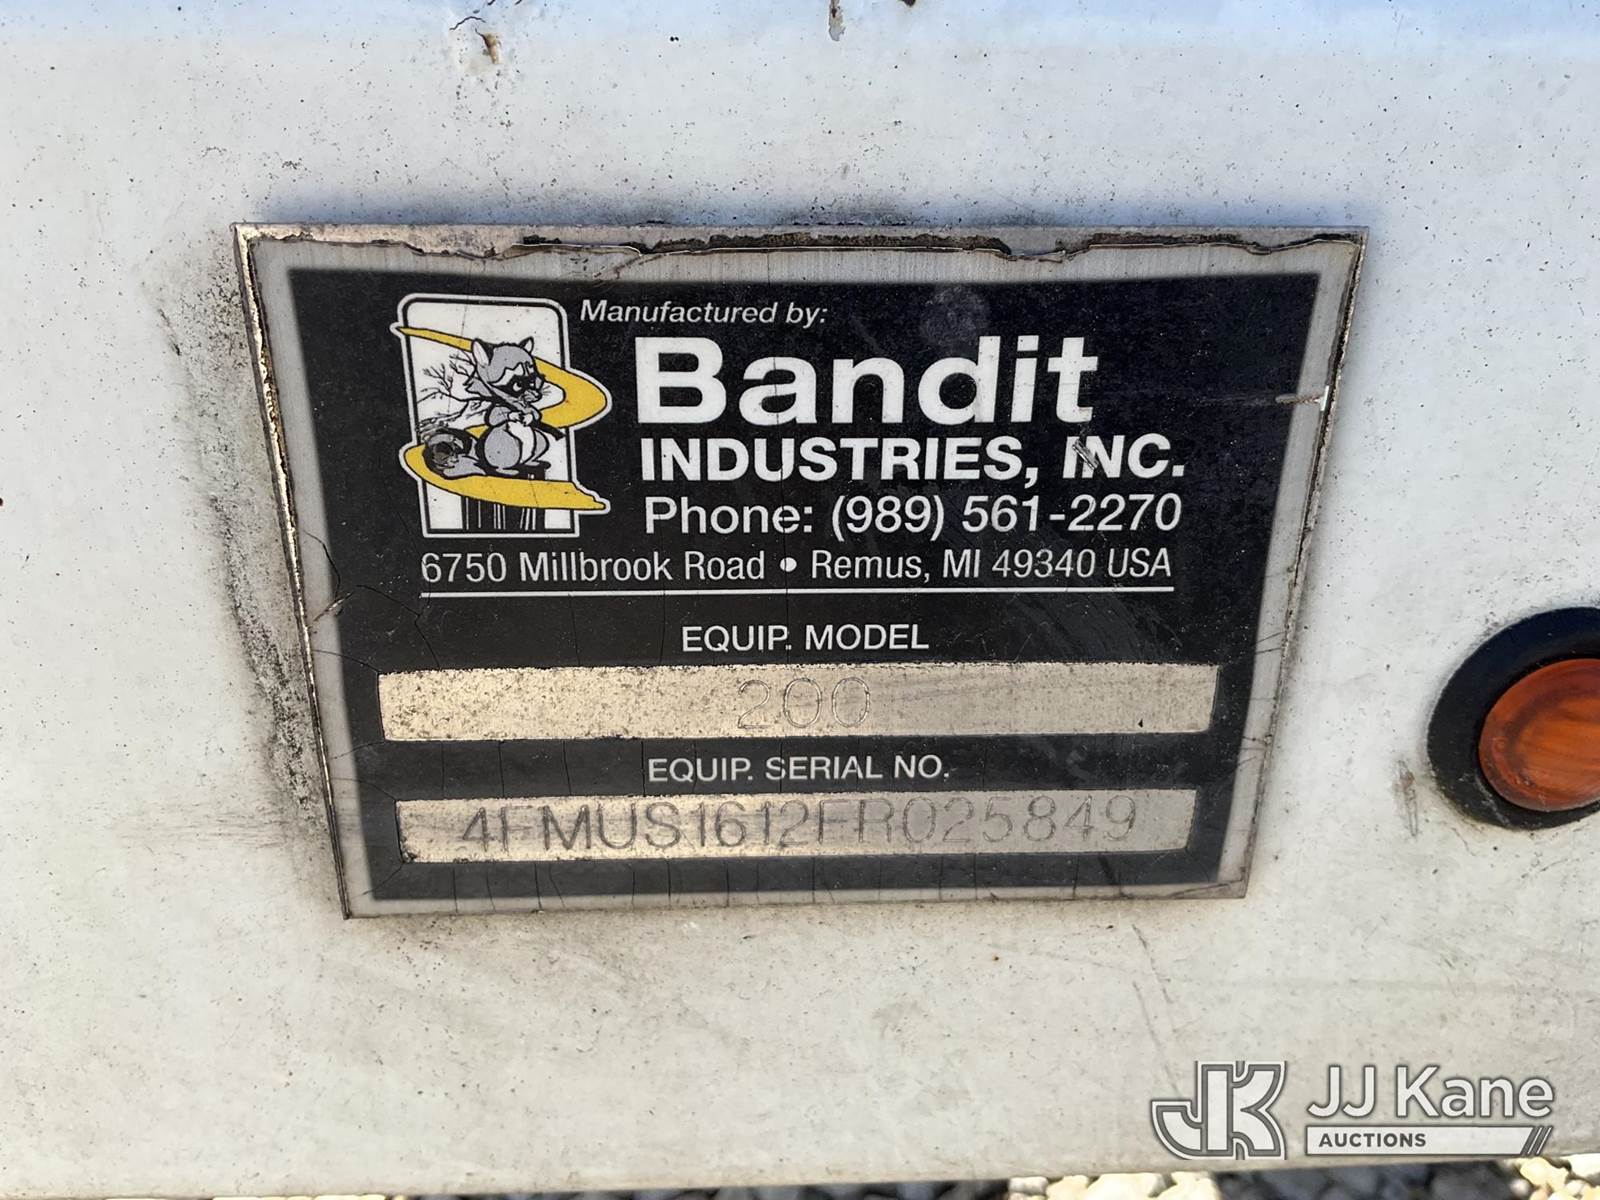 Manufactured by:
Bandit
INDUSTRIES, INC.
Phone: (989) 561-2270
6750 Millbrook Road • Remus, MI 49340 USA
EQUIP. MODEL
200
EQUIP. SERIAL NO.
4FMUS1612FR025849
JK JJ Kane
AUCTIONS